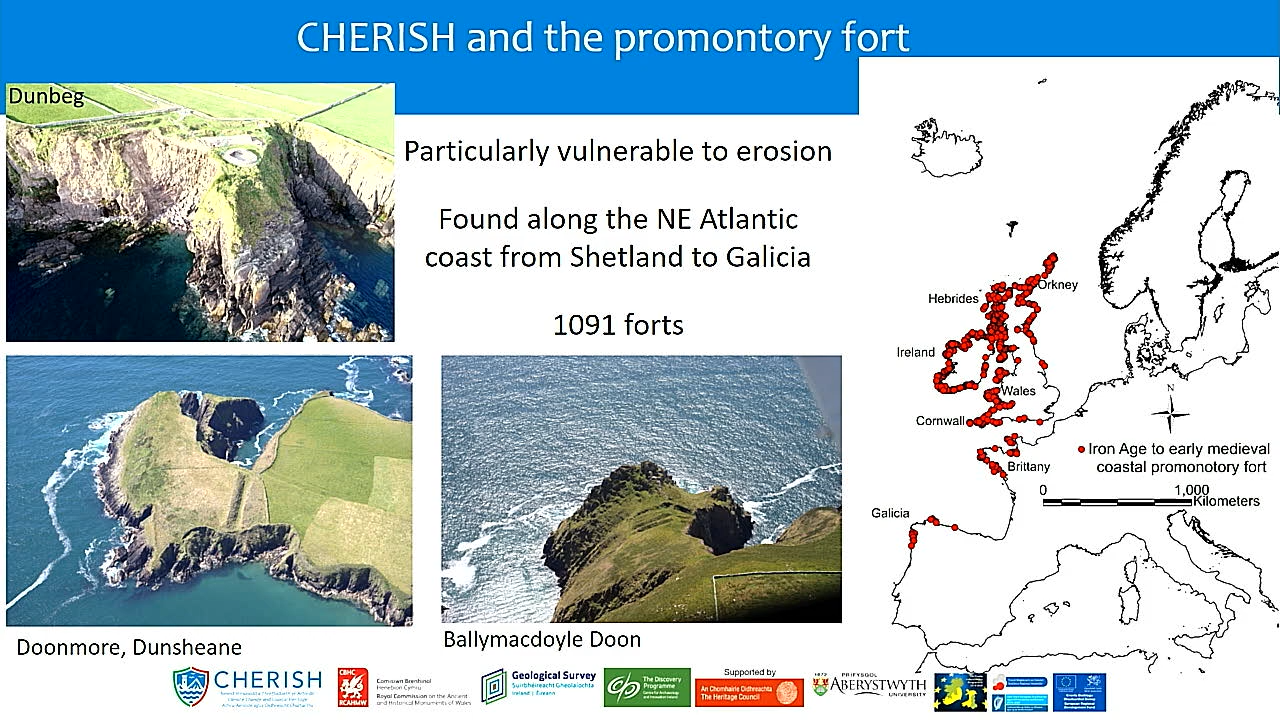 CHERISH and the promontory fort
Dunbeg
Particularly vulnerable to erosion
Found along the NE Atlantic
coast from Shetland to Galicia
1091 forts
Doonmore, Dunsheane
Ballymacdoyle Doon
Orkney
Hebrides
Ireland
Wales
Cornwall
Brittany
Galicia
N
Iron Age to early medieval
coastal promonotory fort
0 1,000
Kilometers
CHERISH
CBHC
RCAHMW
Comisiwn Brenhinol
Henebion Cymru
Royal Commission on the Ancient
and Historical Monuments of Wales
Geological Survey
Suirbhéireacht Gheolaíochta
Ireland | Éireann
The Discovery
Programme
Supported by
An Chomhairle Oidhreachta
The Heritage Council
1872
PRIFYSGOL
ABERYSTWYTH
UNIVERSITY